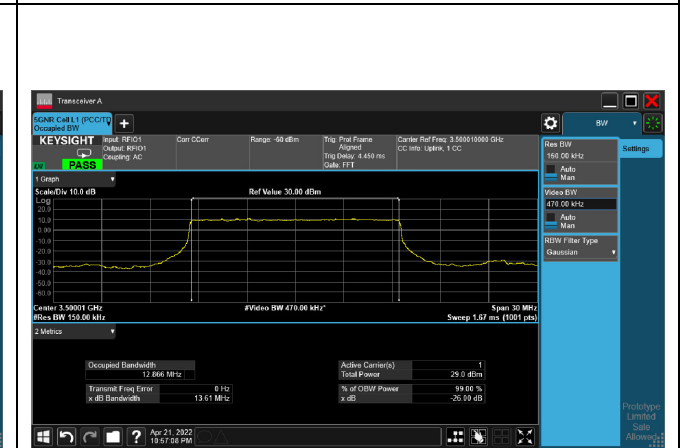 Transceiver A
5GNR Cell L1 (PCC/TD
Occupied BW
KEYSIGHT
Input: RFIO1
Output: RFIO1
Coupling: AC
Corr CCorr
Range: -60 dBm
Trig: Prot Frame
Aligned
Trig Delay: 4.450 ms
Gate: FFT
Carrier Ref Freq: 3.500010000 GHz
CC Info: Uplink, 1 CC
PASS
BW
Settings
Res BW
150.00 kHz
Auto
Man
Video BW
470.00 kHz
Auto
Man
RBW Filter Type
Gaussian
1 Graph
Scale/Div 10.0 dB
Ref Value 30.00 dBm
Log
20.0
10.0
0.00
-10.0
-20.0
-30.0
-40.0
-50.0
-60.0
Center 3.50001 GHz
#Video BW 470.00 kHz*
Span 30 MHz
#Res BW 150.00 kHz
Sweep 1.67 ms (1001 pts)
2 Metrics
Occupied Bandwidth
12.866 MHz
Active Carrier(s) 1
Total Power 29.0 dBm
Transmit Freq Error 0 Hz
x dB Bandwidth 13.61 MHz
% of OBW Power 99.00 %
x dB -26.00 dB
Apr 21, 2022
10:57:08 PM
Prototype
Limited
Sale
Allowed